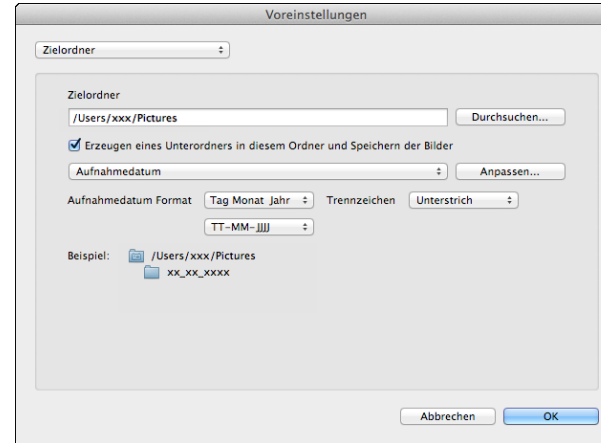 Voreinstellungen
Zielordner
Zielordner
/Users/xxx/Pictures Durchsuchen...
Erzeugen eines Unterordners in diesem Ordner und Speichern der Bilder
Aufnahmedatum Anpassen...
Aufnahmedatum Format Tag Monat Jahr Trennzeichen Unterstrich
TT-MM-JJJJ
Beispiel: /Users/xxx/Pictures
xx_xx_xxxx
Abbrechen OK